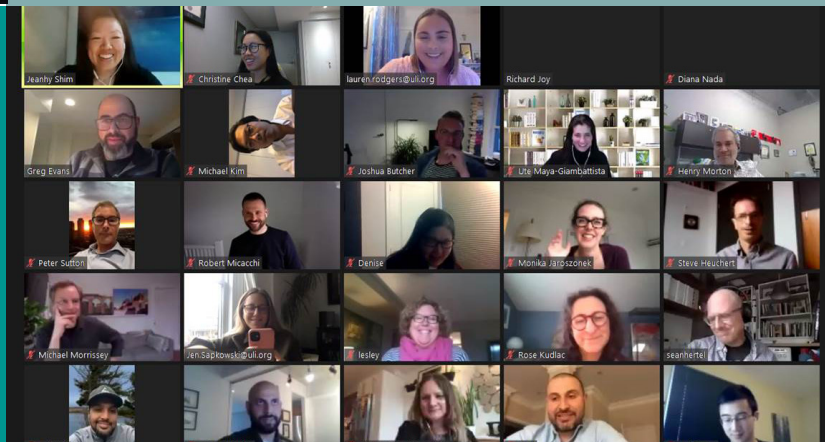 Jeanhy Shim
Christine Chea
lauren.rodgers@uli.org
Richard Joy
Diana Nada
Greg Evans
Michael Kim
Joshua Butcher
Ute Maya-Giambattista
Henry Morton
Peter Sutton
Robert Micacchi
Denise
Monika Jaroszonek
Steve Heuchert
Michael Morrissey
Jen.Sapkowski@uli.org
lesley
Rose Kudlac
seanhertel